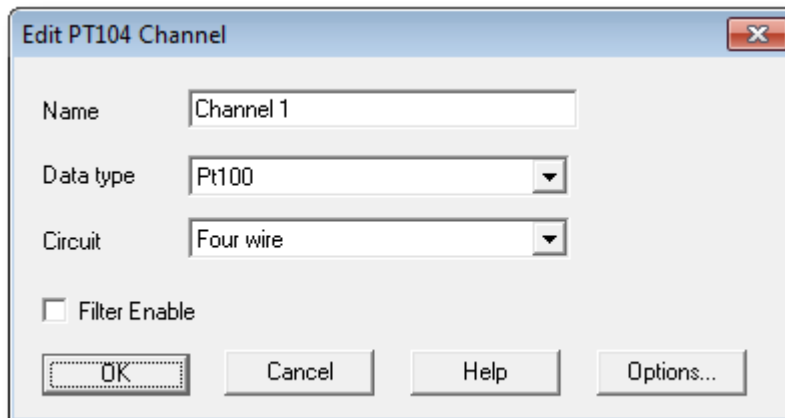 Edit PT104 Channel
Name Channel 1
Data type Pt100
Circuit Four wire
Filter Enable
OK Cancel Help Options...